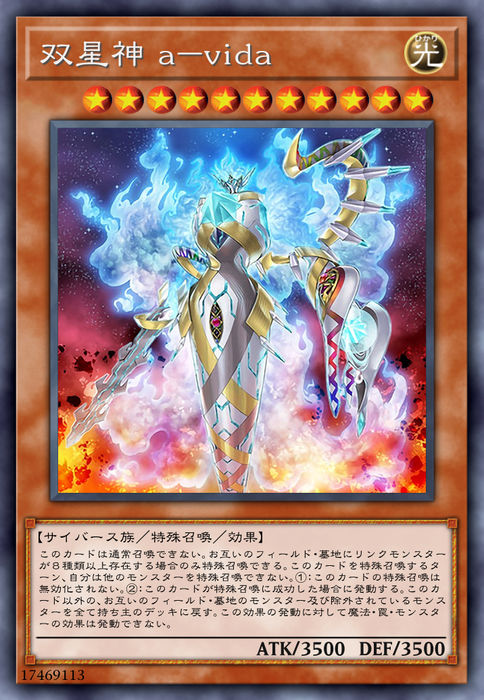 双星神 a-vida
ひかり
光
【サイバース族／特殊召喚／効果】
このカードは通常召喚できない。お互いのフィールド・墓地にリンクモンスター
が８種類以上存在する場合のみ特殊召喚できる。このカードを特殊召喚するタ
ーン、自分は他のモンスターを特殊召喚できない。①：このカードの特殊召喚は
無効化されない。②：このカードが特殊召喚に成功した場合に発動する。このカ
ード以外の、お互いのフィールド・墓地のモンスター及び除外されているモンス
ターを全て持ち主のデッキに戻す。この効果の発動に対して魔法・罠・モンスタ
ーの効果は発動できない。
ATK/3500 DEF/3500
17469113